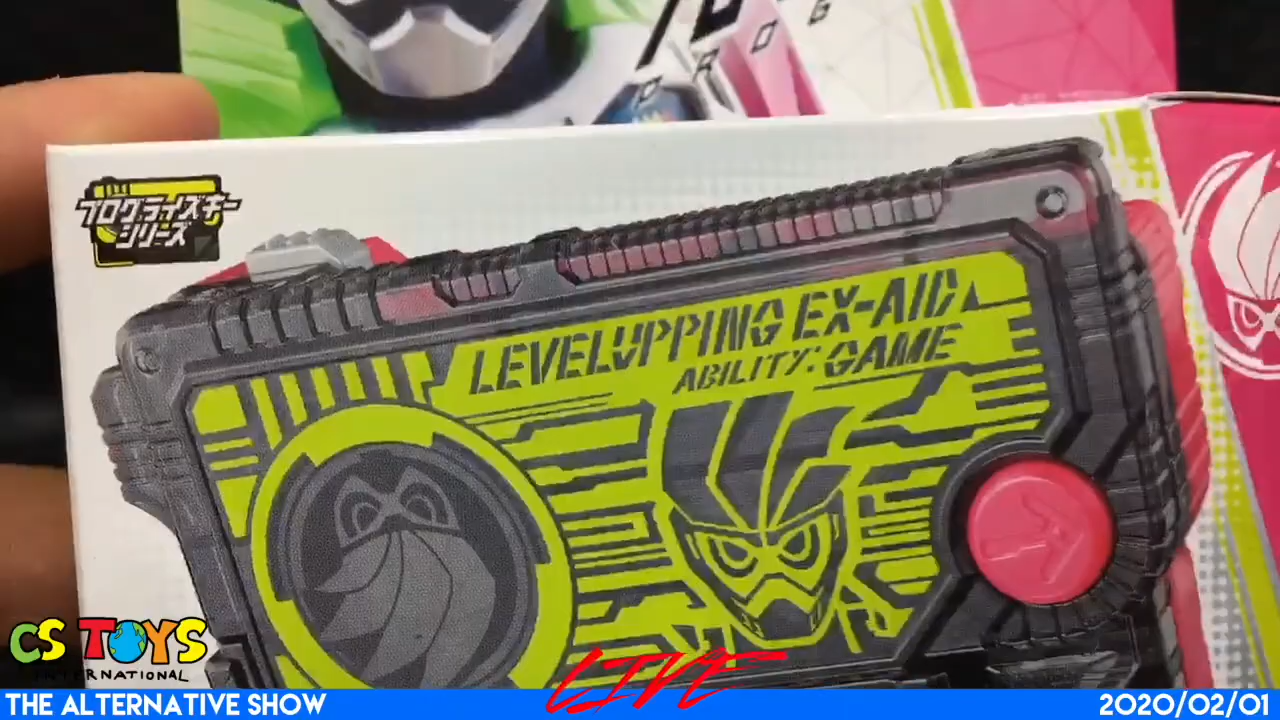 プログライズキー
シリーズ
LEVELUPPING EX-AID
ABILITY: GAME
CS TOYS
INTERNATIONAL
LIVE
THE ALTERNATIVE SHOW
2020/02/01